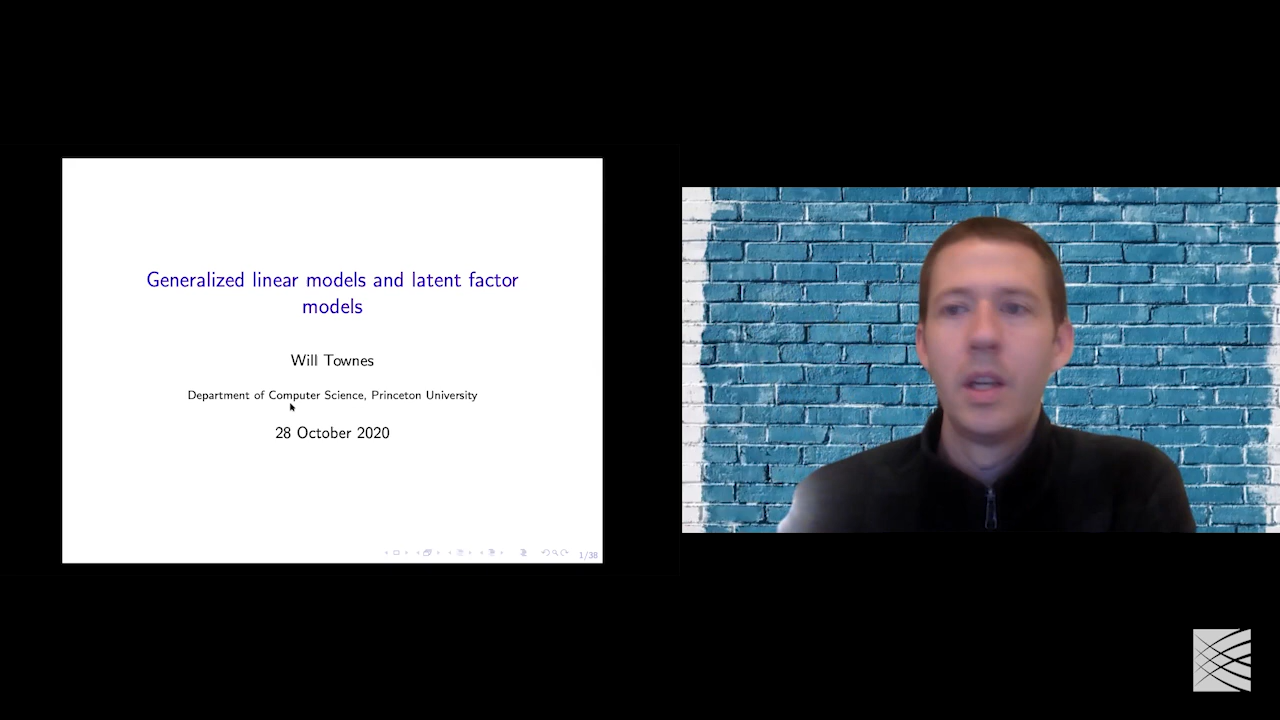 Generalized linear models and latent factor
models
Will Townes
Department of Computer Science, Princeton University
28 October 2020
1/38